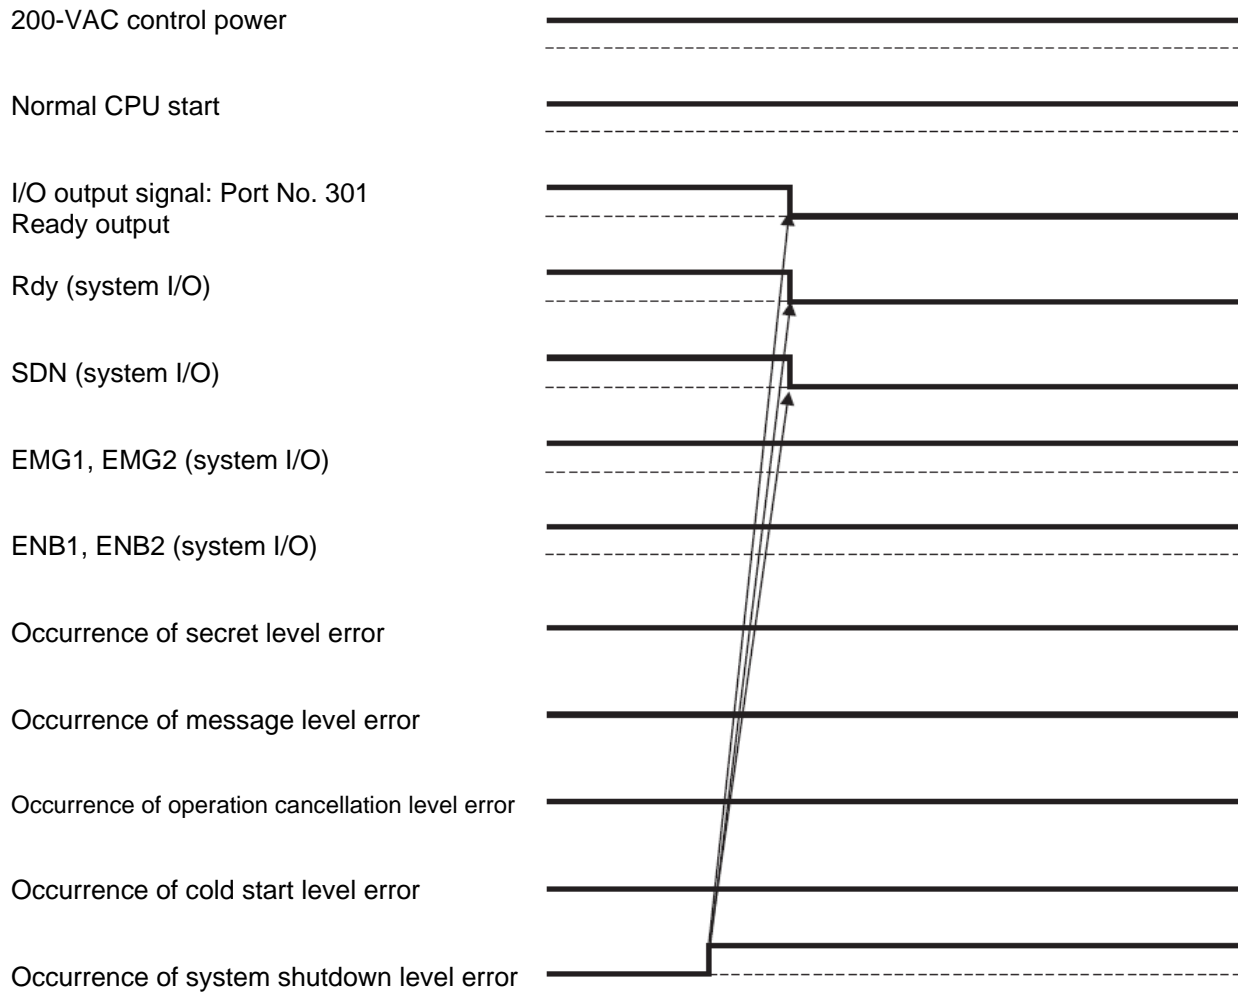 200-VAC control power
Normal CPU start
I/O output signal: Port No. 301
Ready output
Rdy (system I/O)
SDN (system I/O)
EMG1, EMG2 (system I/O)
ENB1, ENB2 (system I/O)
Occurrence of secret level error
Occurrence of message level error
Occurrence of operation cancellation level error
Occurrence of cold start level error
Occurrence of system shutdown level error